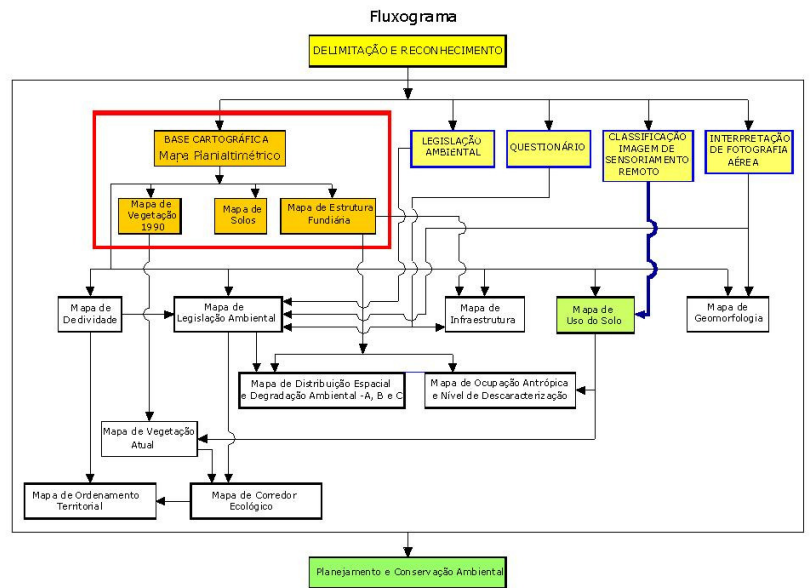 Fluxograma
DELIMITAÇÃO E RECONHECIMENTO
BASE CARTOGRÁFICA
Mapa Planialtimétrico
LEGISLAÇÃO
AMBIENTAL
QUESTIONÁRIO
CLASSIFICAÇÃO
IMAGEM DE
SENSORIAMENTO
REMOTO
INTERPRETAÇÃO
DE FOTOGRAFIA
AÉREA
Mapa de
Vegetação
1990
Mapa de
Solos
Mapa de Estrutura
Fundiária
Mapa de
Dedividade
Mapa de
Legislação Ambiental
Mapa de
Infraestrutura
Mapa de
Uso do Solo
Mapa de
Geomorfologia
Mapa de Distribuição Espacial
e Degradação Ambiental -A, B e C
Mapa de Ocupação Antrópica
e Nível de Descaracterização
Mapa de Vegetação
Atual
Mapa de Ordenamento
Territorial
Mapa de Corredor
Ecológico
Planejamento e Conservação Ambiental